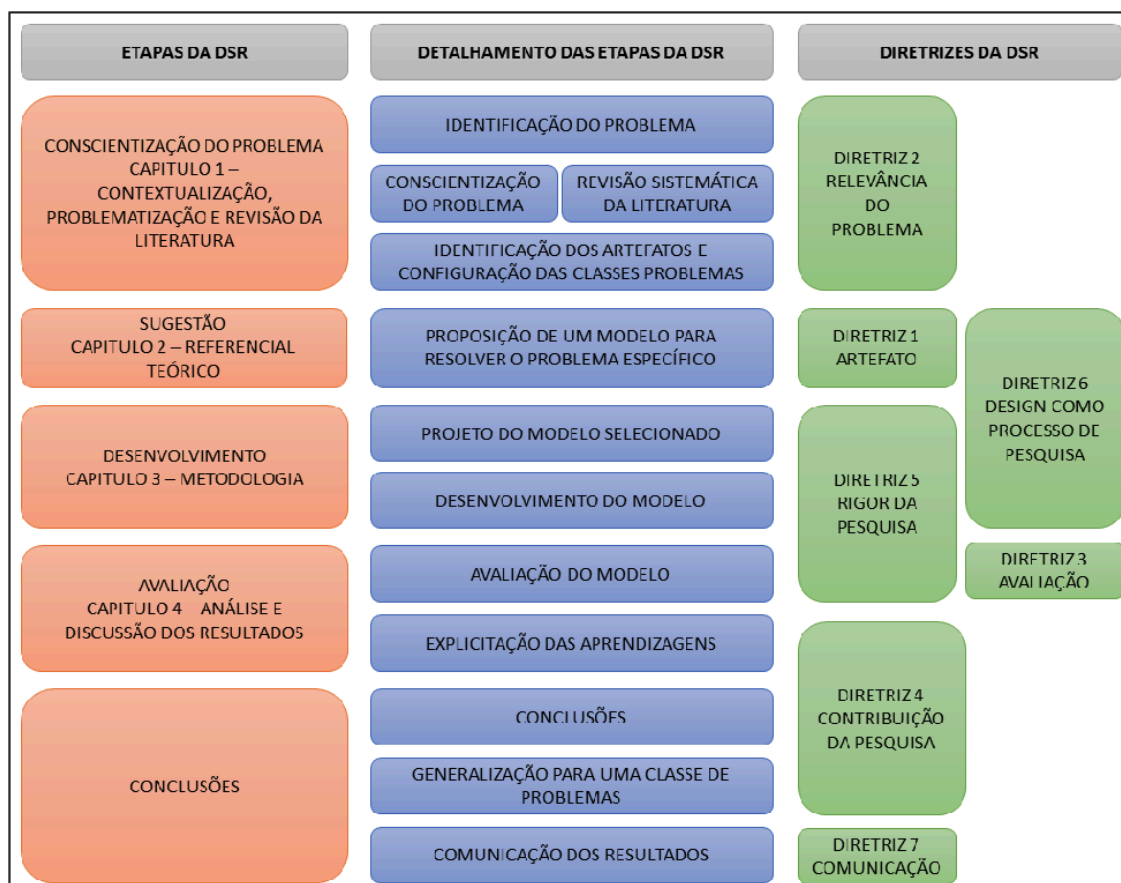 ETAPAS DA DSR
DETALHAMENTO DAS ETAPAS DA DSR
DIRETRIZES DA DSR
CONSCIENTIZAÇÃO DO PROBLEMA
CAPITULO 1 –
CONTEXTUALIZAÇÃO,
PROBLEMATIZAÇÃO E REVISÃO DA
LITERATURA
SUGESTÃO
CAPITULO 2 – REFERENCIAL
TEÓRICO
DESENVOLVIMENTO
CAPITULO 3 – METODOLOGIA
AVALIAÇÃO
CAPITULO 4 ANÁLISE E
DISCUSSÃO DOS RESULTADOS
CONCLUSÕES
IDENTIFICAÇÃO DO PROBLEMA
CONSCIENTIZAÇÃO
DO PROBLEMA
REVISÃO SISTEMÁTICA
DA LITERATURA
IDENTIFICAÇÃO DOS ARTEFATOS E
CONFIGURAÇÃO DAS CLASSES PROBLEMAS
PROPOSIÇÃO DE UM MODELO PARA
RESOLVER O PROBLEMA ESPECÍFICO
PROJETO DO MODELO SELECIONADO
DESENVOLVIMENTO DO MODELO
AVALIAÇÃO DO MODELO
EXPLICITAÇÃO DAS APRENDIZAGENS
CONCLUSÕES
GENERALIZAÇÃO PARA UMA CLASSE DE
PROBLEMAS
COMUNICAÇÃO DOS RESULTADOS
DIRETRIZ 2
RELEVÂNCIA
DO
PROBLEMA
DIRETRIZ 1
ARTEFATO
DIRETRIZ 6
DESIGN COMO
PROCESSO DE
PESQUISA
DIRETRIZ 5
RIGOR DA
PESQUISA
DIRETRIZ 3
AVALIAÇÃO
DIRETRIZ 4
CONTRIBUIÇÃO
DA PESQUISA
DIRETRIZ 7
COMUNICAÇÃO